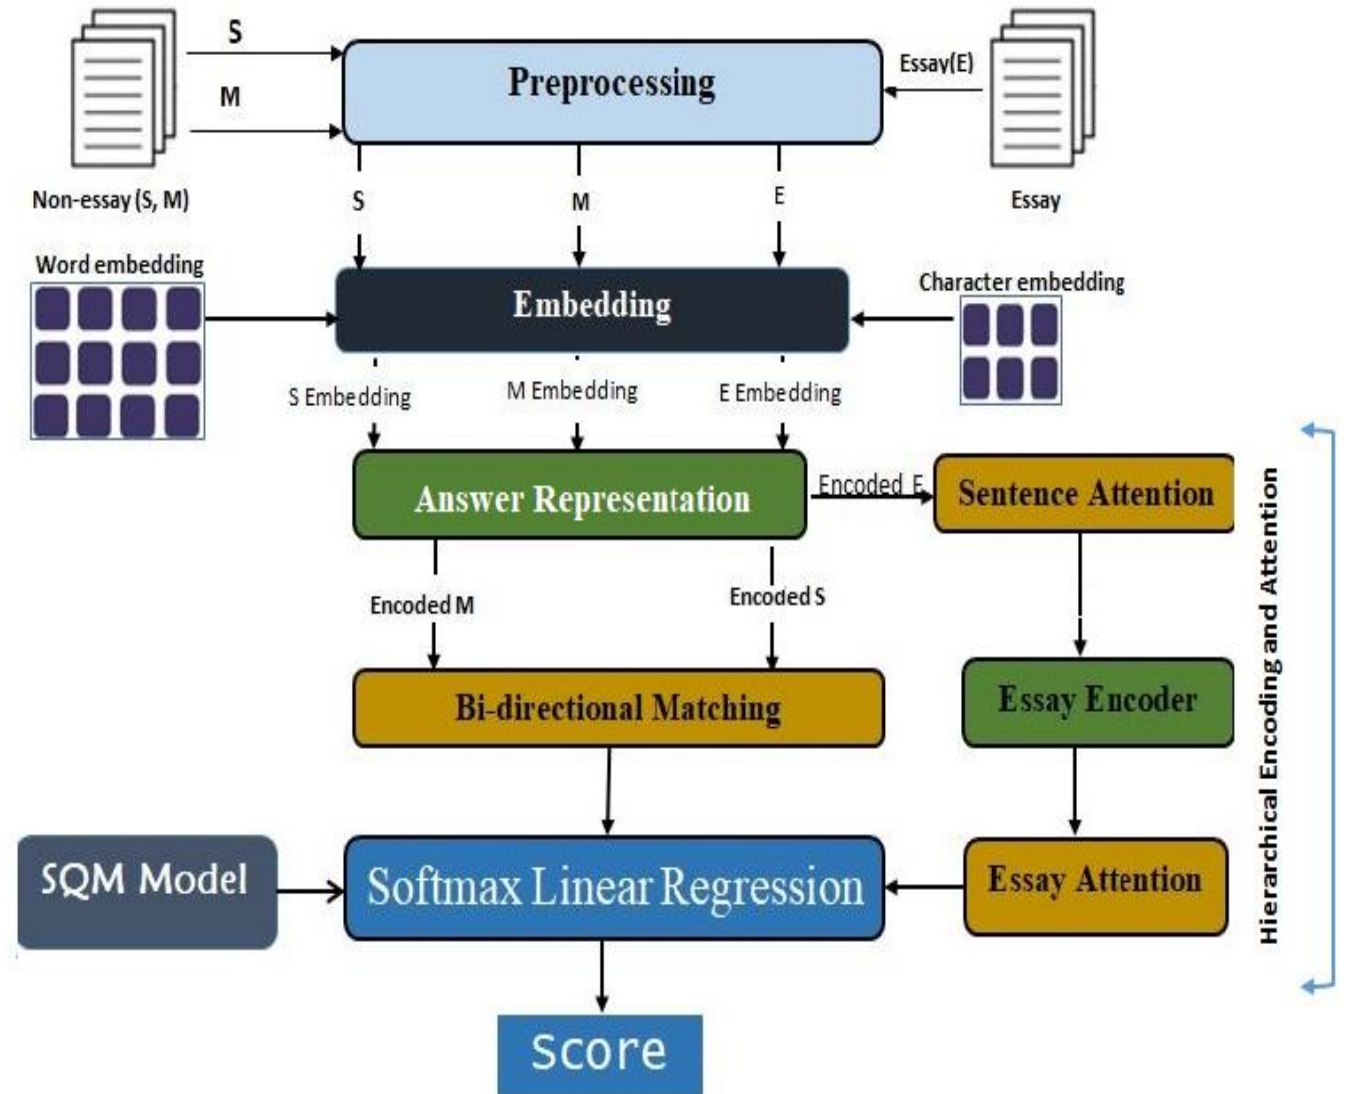 S
M
Preprocessing
Essay(E)
Non-essay (S, M)
S
M
E
Essay
Word embedding
Embedding
Character embedding
S Embedding
M Embedding
E Embedding
Answer Representation
Encoded E
Sentence Attention
Encoded M
Encoded S
Bi-directional Matching
Essay Encoder
SQM Model
Softmax Linear Regression
Essay Attention
Hierarchical Encoding and Attention
Score